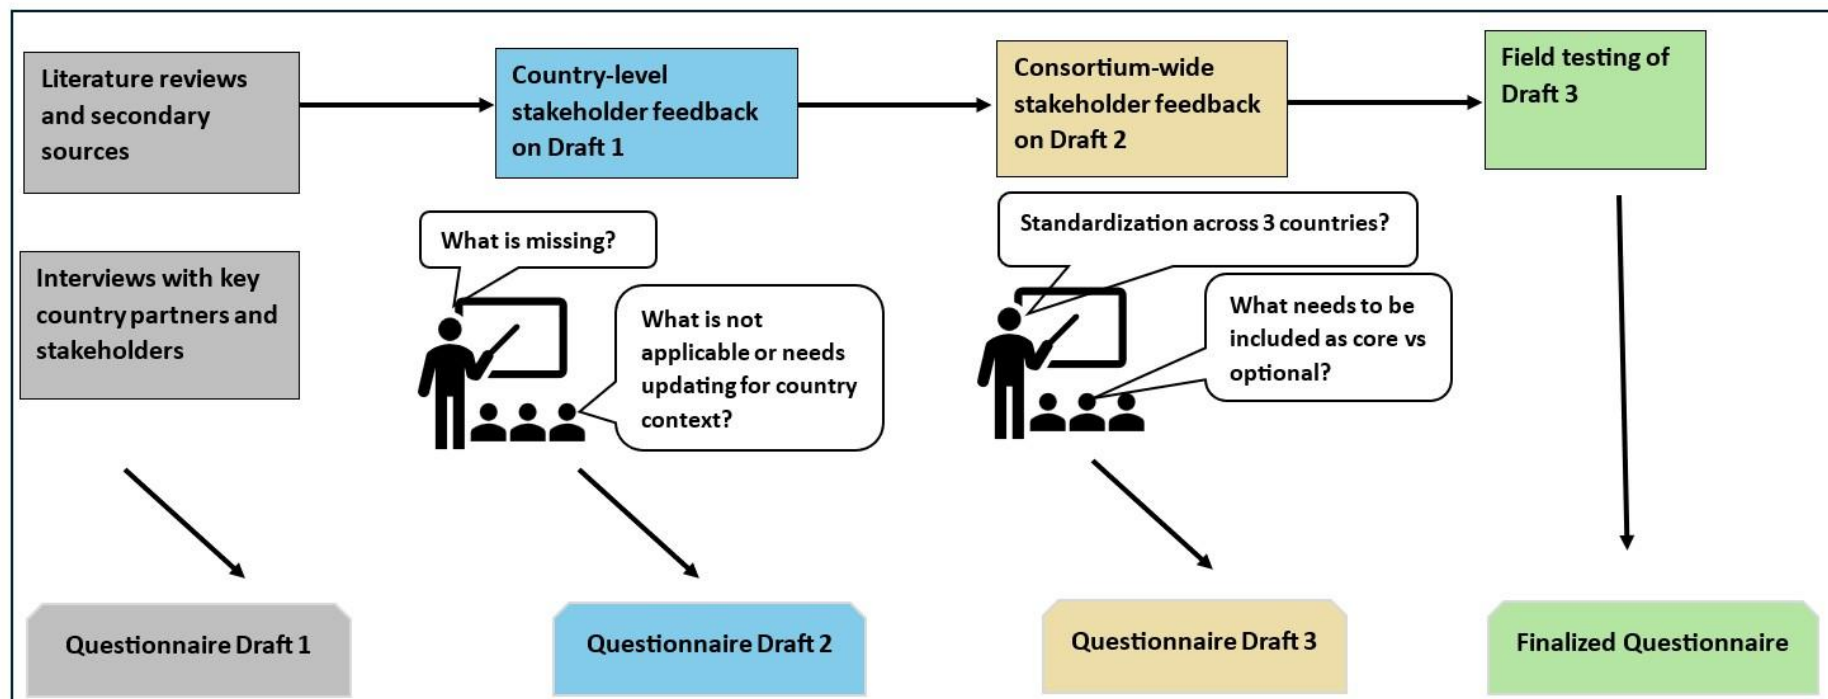 Literature reviews
and secondary
sources
Country-level
stakeholder feedback
on Draft 1
Consortium-wide
stakeholder feedback
on Draft 2
Field testing of
Draft 3
Interviews with key
country partners and
stakeholders
What is missing?
What is not
applicable or needs
updating for country
context?
Standardization across 3 countries?
What needs to be
included as core vs
optional?
Questionnaire Draft 1
Questionnaire Draft 2
Questionnaire Draft 3
Finalized Questionnaire